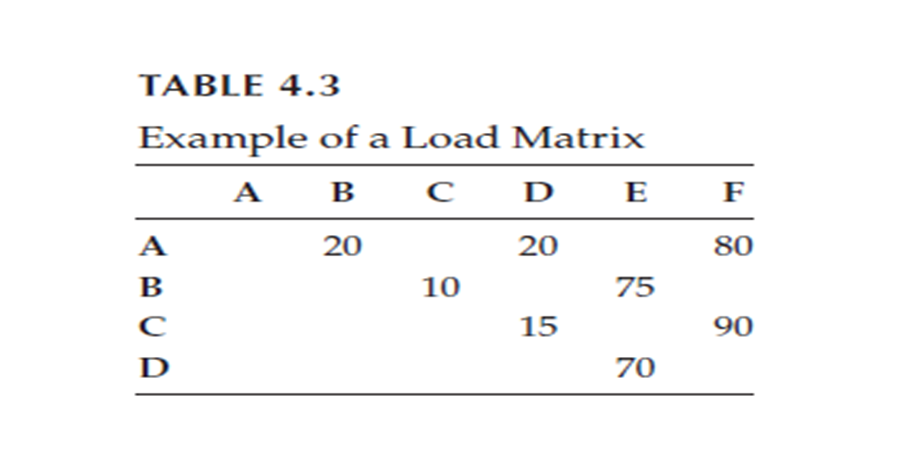 TABLE 4.3
Example of a Load Matrix
A B C D E F
A 20 20 80
B 10 75
C 15 90
D 70